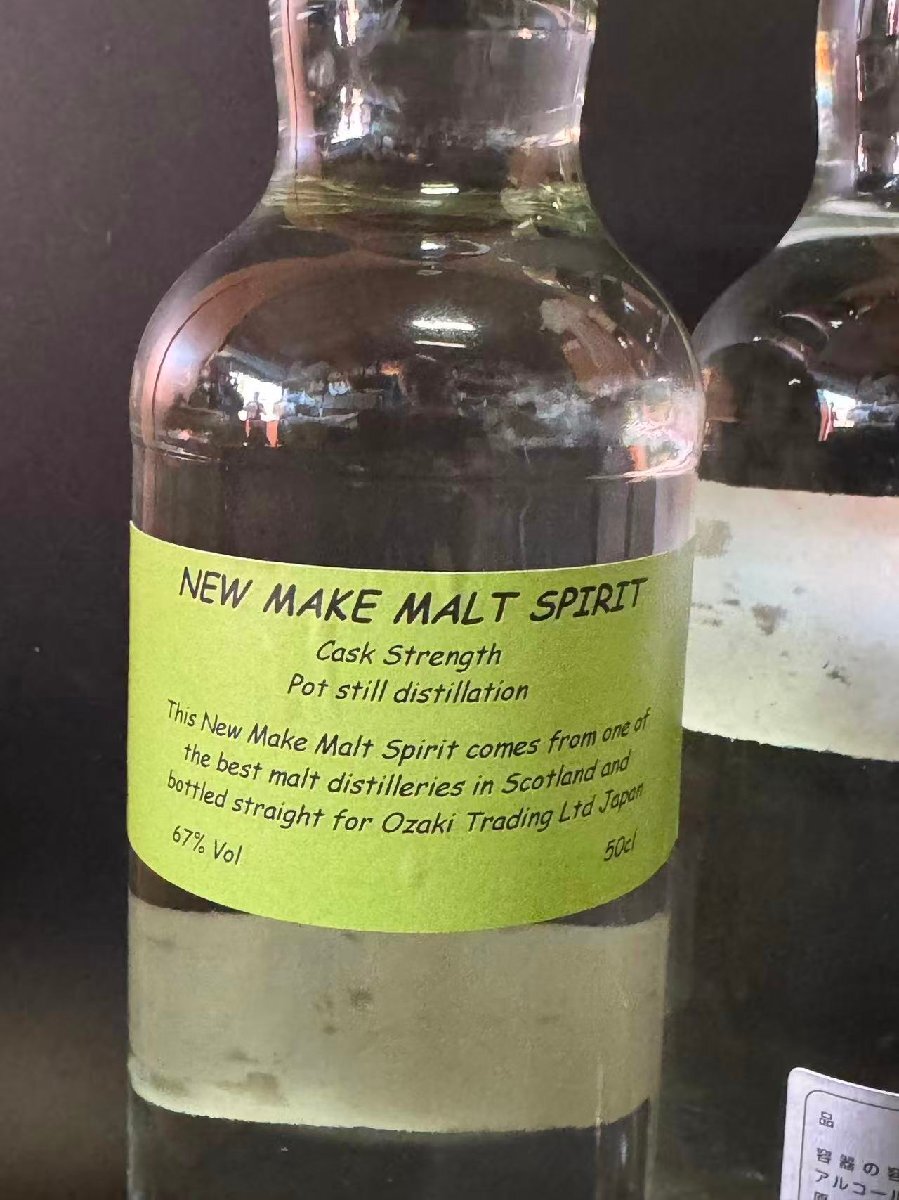 NEW MAKE MALT SPIRIT
Cask Strength
Pot still distillation
This New Make Malt Spirit comes from one of
the best malt distilleries in Scotland and
bottled straight for Ozaki Trading Ltd Japan
67% Vol 50cl
品
容器の容
アルコール